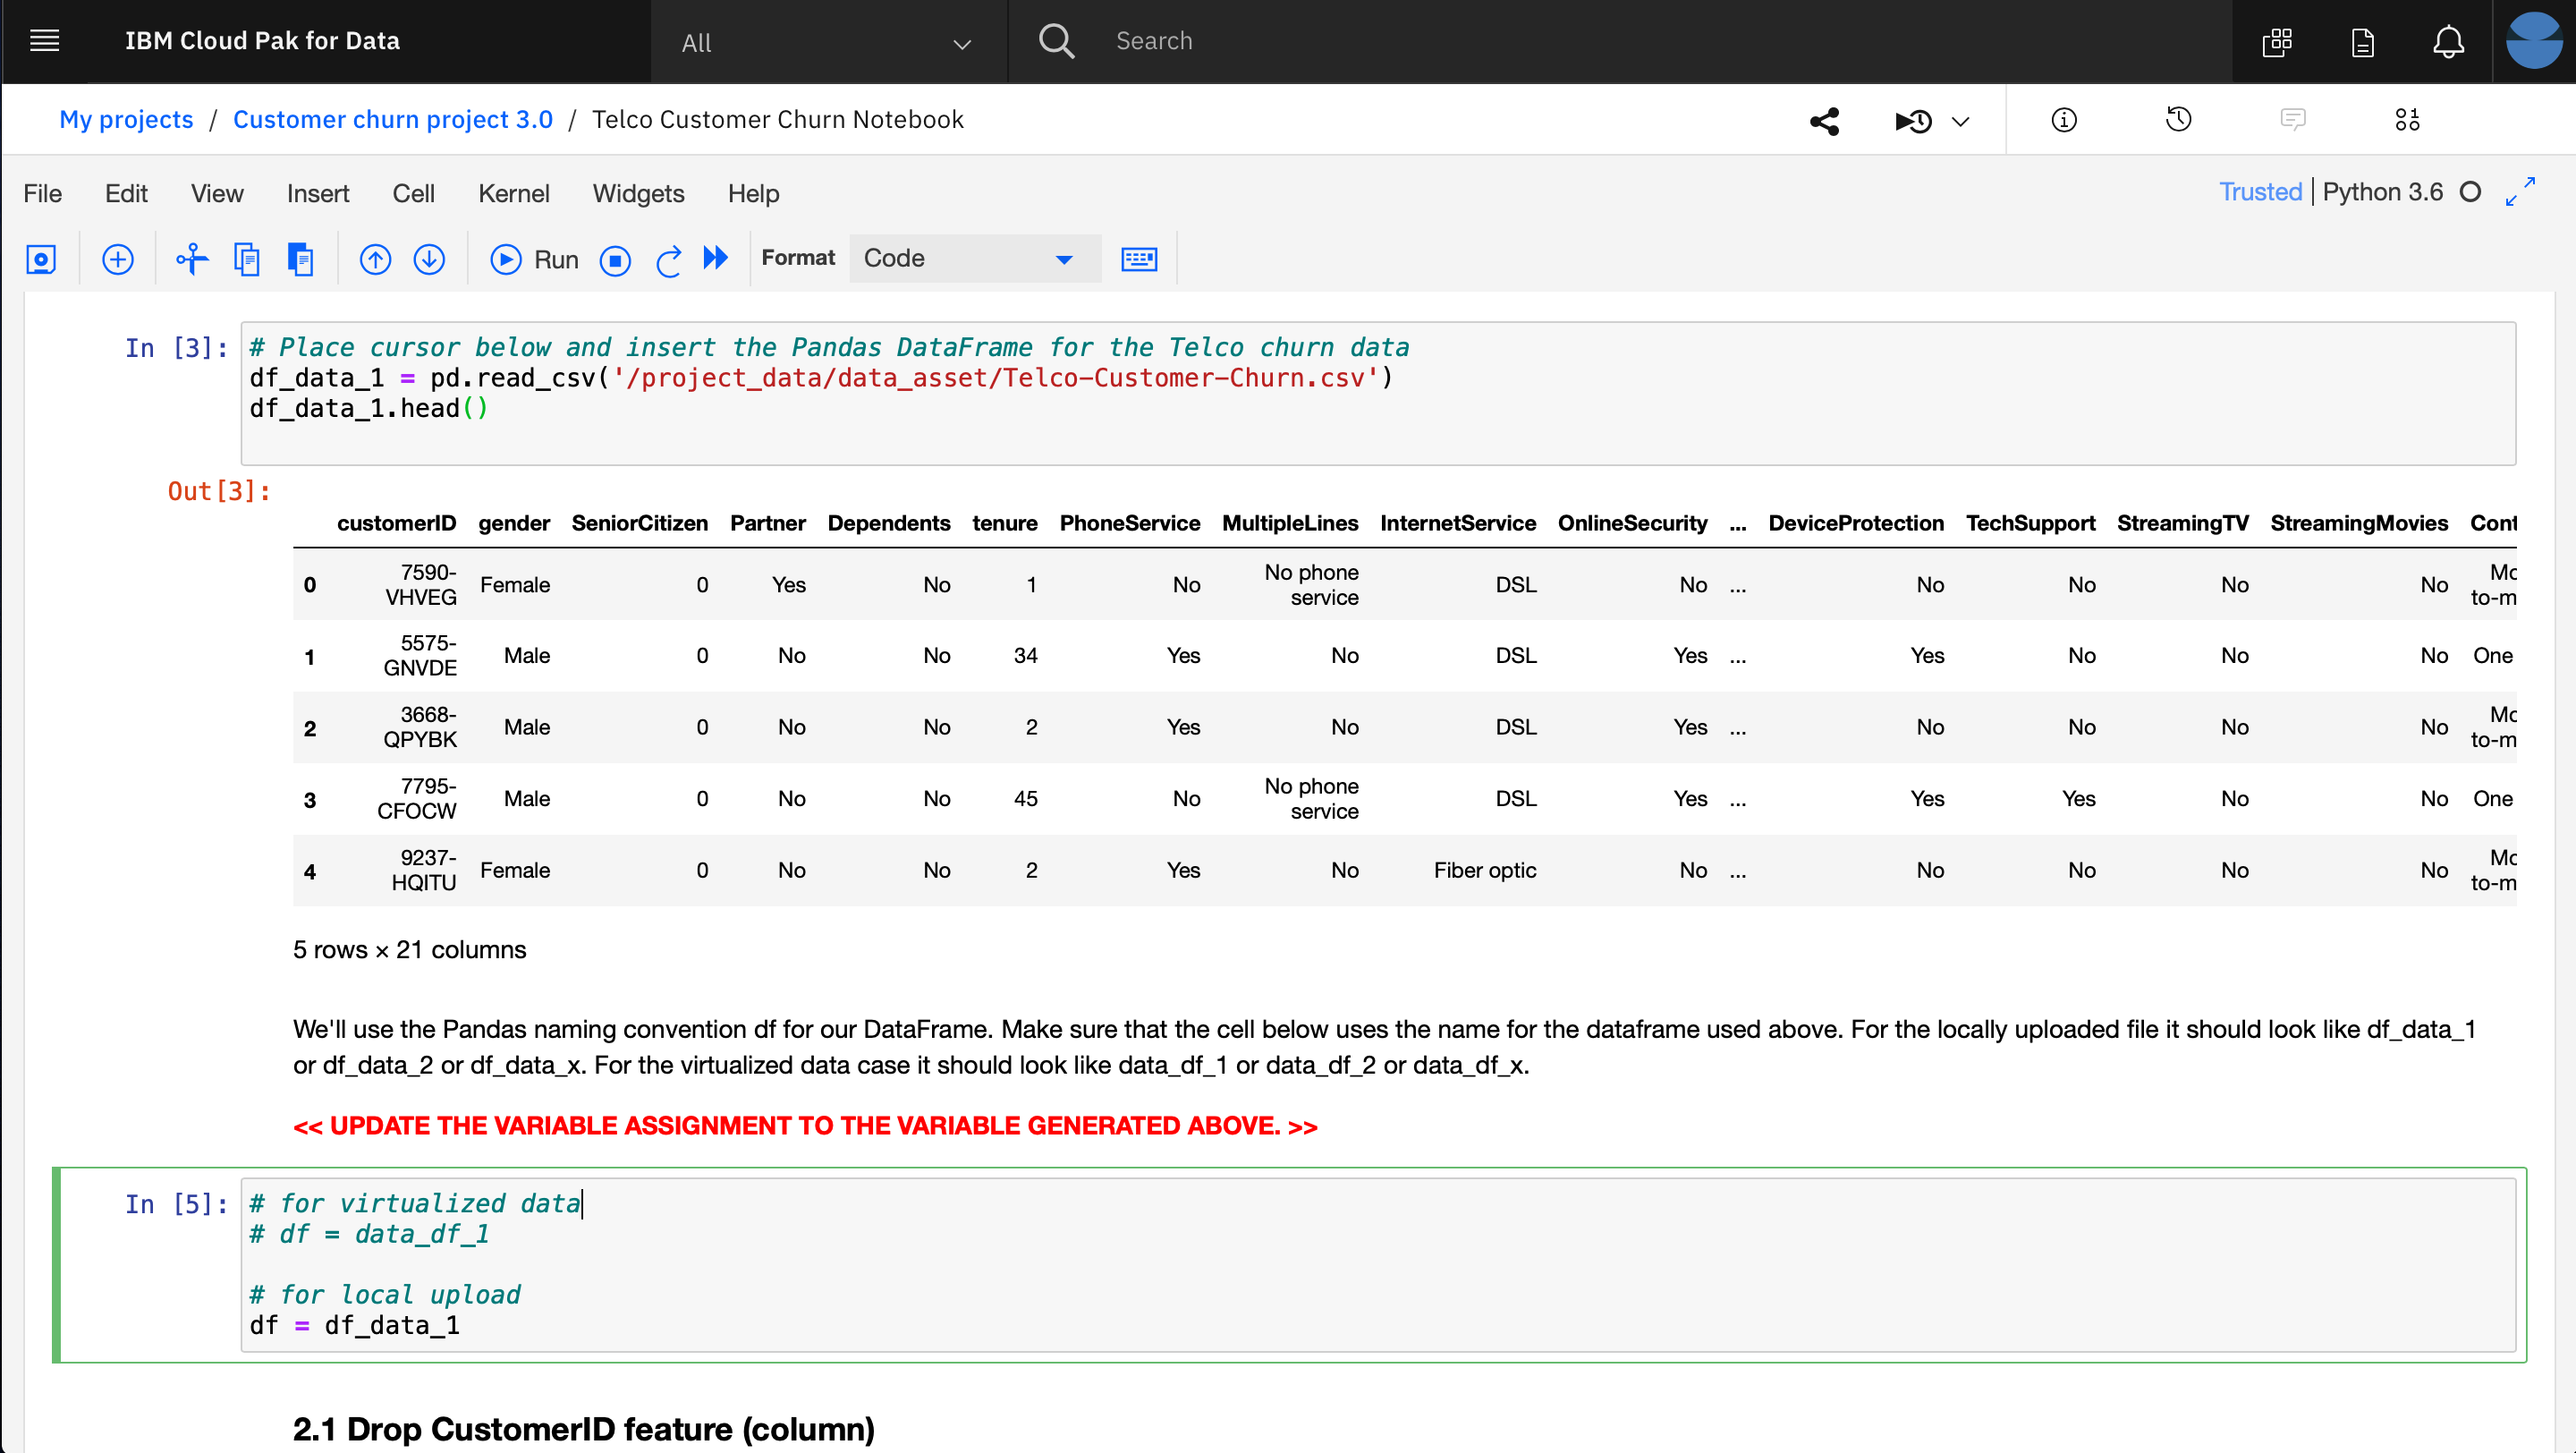 IBM Cloud Pak for Data
All
Search
My projects / Customer churn project 3.0 / Telco Customer Churn Notebook
File Edit View Insert Cell Kernel Widgets Help
Trusted | Python 3.6
Run
Format
Code
In [3]:
# Place cursor below and insert the Pandas DataFrame for the Telco churn data
df_data_1 = pd.read_csv('/project_data/data_asset/Telco-Customer-Churn.csv')
df_data_1.head()
Out[3]:
customerID gender SeniorCitizen Partner Dependents tenure PhoneService MultipleLines InternetService OnlineSecurity ... DeviceProtection TechSupport StreamingTV StreamingMovies Cont
0 7590-VHVEG Female 0 Yes No 1 No No phone service DSL No ... No No No No Mo to-m
1 5575-GNVDE Male 0 No No 34 Yes No DSL Yes ... Yes No No No One
2 3668-QPYBK Male 0 No No 2 Yes No DSL Yes ... No No No No Mo to-m
3 7795-CFOCW Male 0 No No 45 No No phone service DSL Yes ... Yes Yes No No One
4 9237-HQITU Female 0 No No 2 Yes No Fiber optic No ... No No No No Mo to-m
5 rows × 21 columns
We'll use the Pandas naming convention df for our DataFrame. Make sure that the cell below uses the name for the dataframe used above. For the locally uploaded file it should look like df_data_1
or df_data_2 or df_data_x. For the virtualized data case it should look like data_df_1 or data_df_2 or data_df_x.
<< UPDATE THE VARIABLE ASSIGNMENT TO THE VARIABLE GENERATED ABOVE. >>
In [5]:
# for virtualized data
# df = data_df_1
# for local upload
df = df_data_1
2.1 Drop CustomerID feature (column)